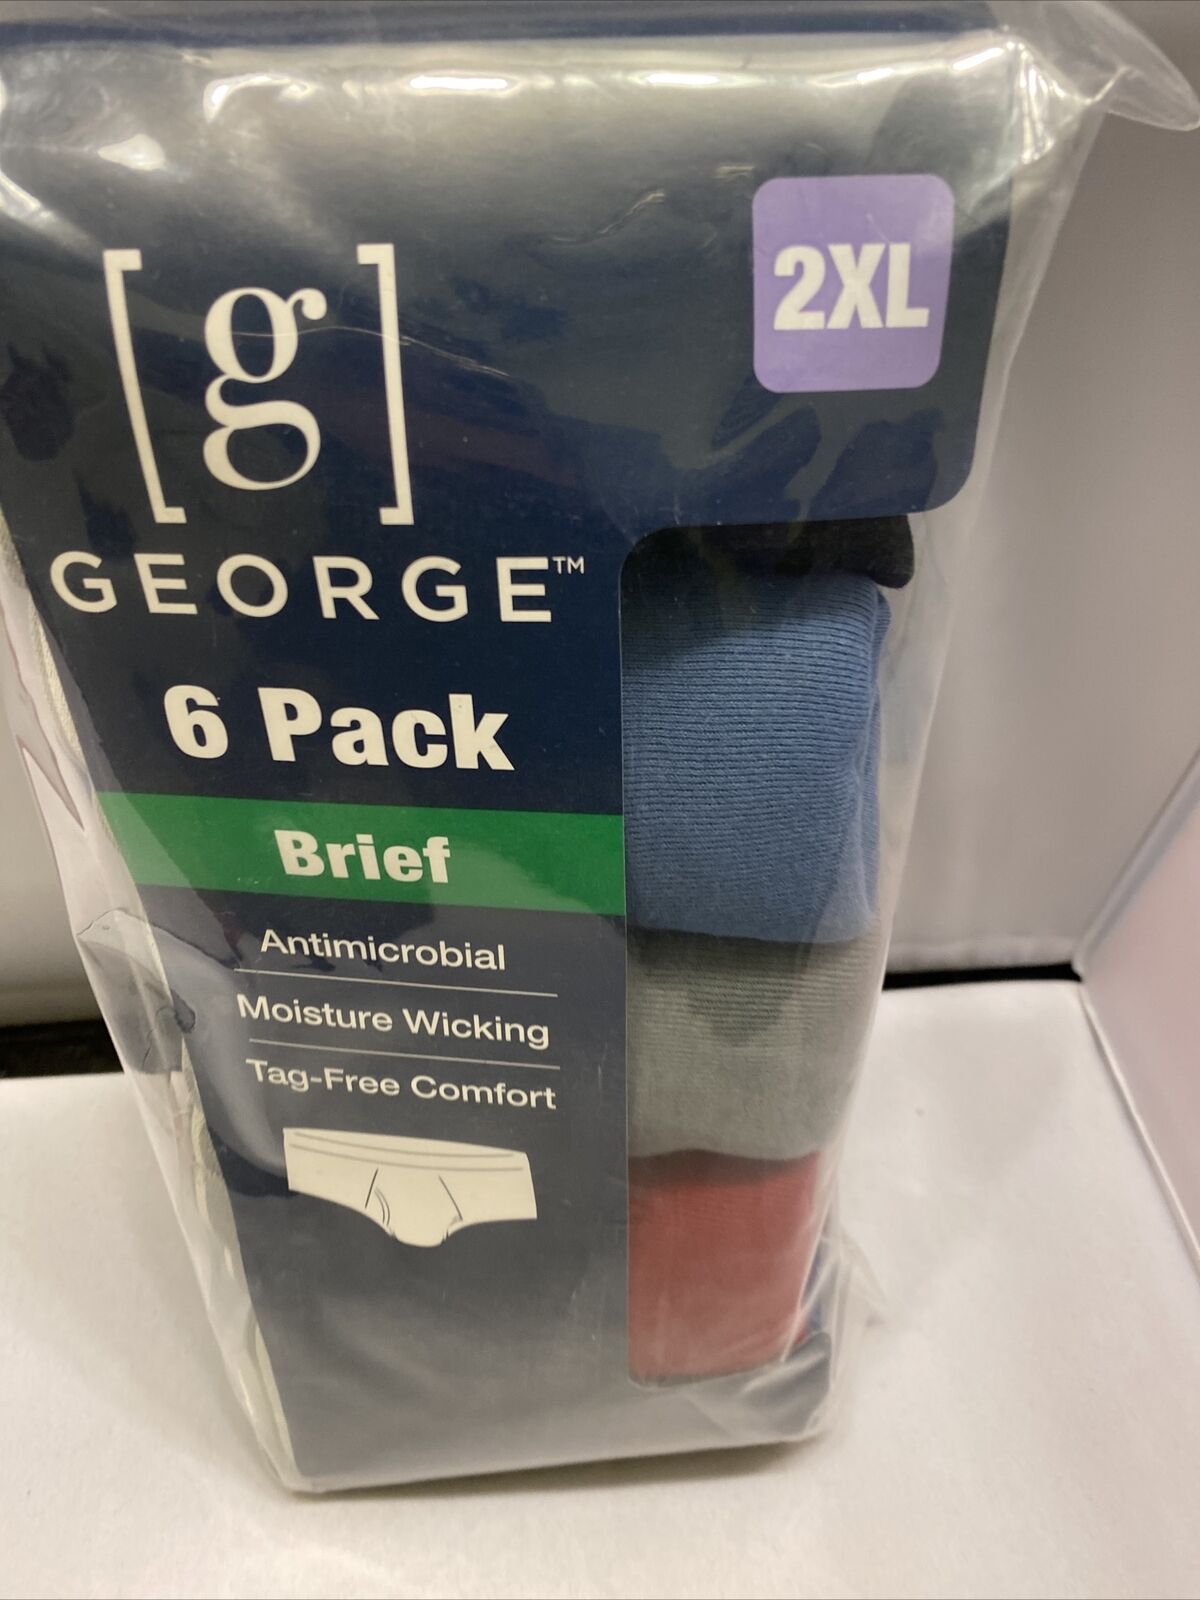 2XL
[g]
GEORGE™
6 Pack
Brief
Antimicrobial
Moisture Wicking
Tag-Free Comfort